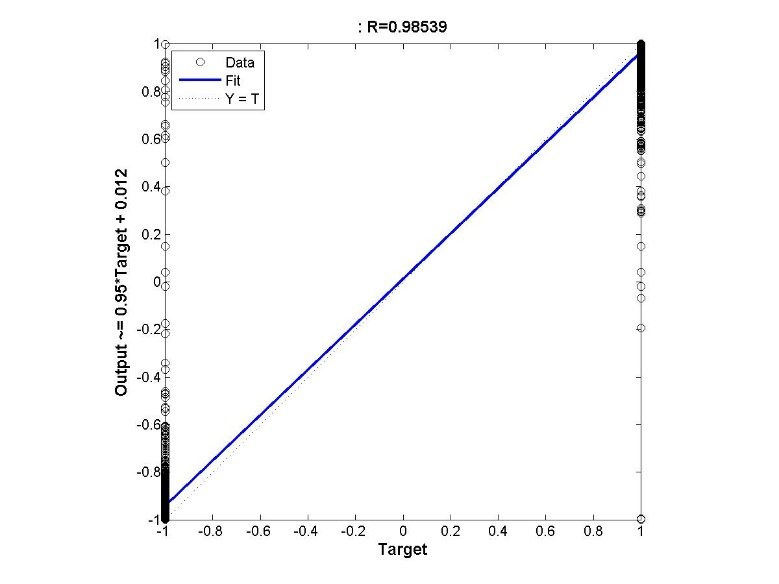 : R=0.98539
Data
Fit
Y = T
Output ~= 0.95*Target + 0.012
1
0.8
0.6
0.4
0.2
0
-0.2
-0.4
-0.6
-0.8
-1
-1 -0.8 -0.6 -0.4 -0.2 0 0.2 0.4 0.6 0.8 1
Target